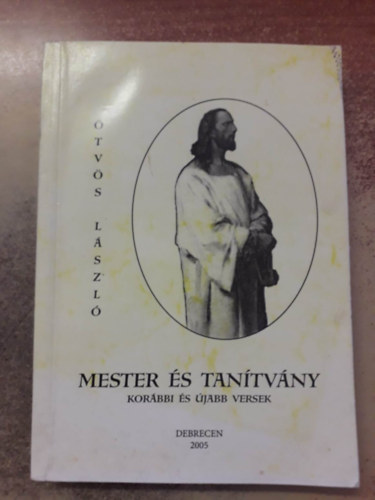 ÖTVÖS LÁSZLÓ
MESTER ÉS TANÍTVÁNY
KORÁBBI ÉS ÚJABB VERSEK
DEBRECEN
2005